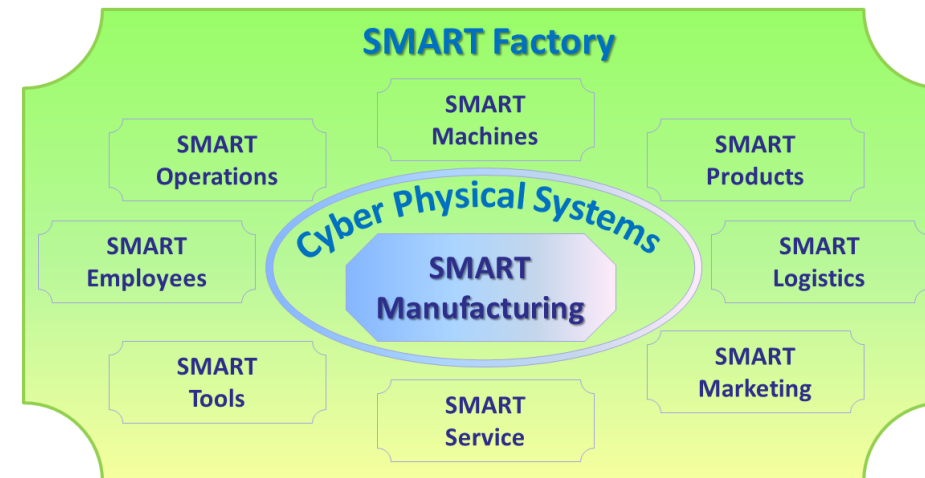 SMART Factory
SMART
Machines
SMART
Operations
SMART
Products
Cyber Physical Systems
SMART
Employees
SMART
Manufacturing
SMART
Logistics
SMART
Tools
SMART
Marketing
SMART
Service